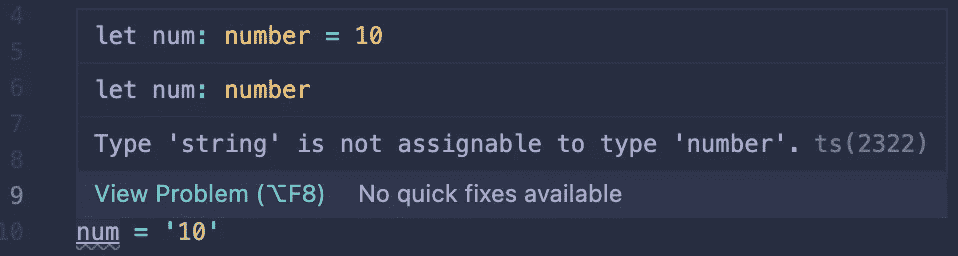 4
let num: number = 10
5
6
let num: number
7
Type 'string' is not assignable to type 'number'. ts(2322)
8
9
View Problem (⌥F8) No quick fixes available
10 num = '10'